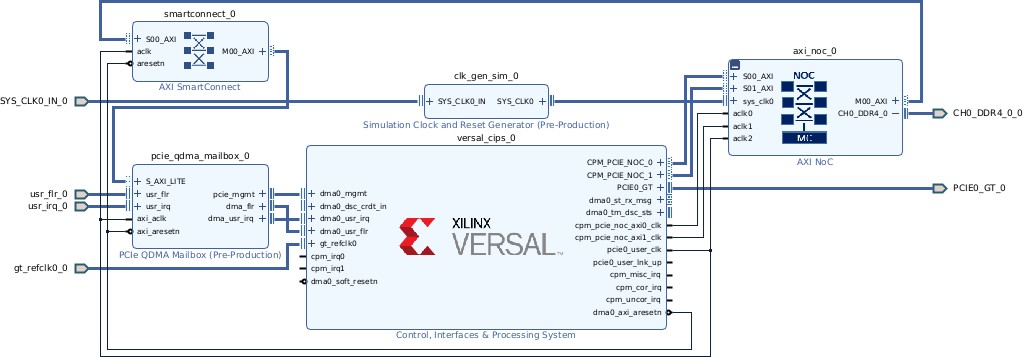 smartconnect_0
S00_AXI
aclk
aresetn
M00_AXI
AXI SmartConnect
axi_noc_0
S00_AXI
S01_AXI
sys_clk0
aclk0
aclk1
aclk2
NOC
MC
M00_AXI
CH0_DDR4_0
AXI NoC
CH0_DDR4_0_0
SYS_CLK0_IN_0
clk_gen_sim_0
SYS_CLK0_IN
SYS_CLK0
Simulation Clock and Reset Generator (Pre-Production)
pcie_qdma_mailbox_0
S_AXI_LITE
usr_flr
usr_irq
axi_aclk
axi_aresetn
pcie_mgmt
dma_flr
dma_usr_irq
PCIe QDMA Mailbox (Pre-Production)
usr_flr_0
usr_irq_0
gt_refclk0_0
versal_cips_0
dma0_mgmt
dma0_dsc_crdt_in
dma0_usr_irq
dma0_usr_flr
gt_refclk0
cpm_irq0
cpm_irq1
dma0_soft_resetn
XILINX
VERSAL™
CPM_PCIE_NOC_0
CPM_PCIE_NOC_1
PCIE0_GT
dma0_st_rx_msg
dma0_tm_dsc_sts
cpm_pcie_noc_axi0_clk
cpm_pcie_noc_axi1_clk
pcie0_user_clk
pcie0_user_lnk_up
cpm_misc_irq
cpm_cor_irq
cpm_uncor_irq
dma0_axi_aresetn
Control, Interfaces & Processing System
PCIE0_GT_0